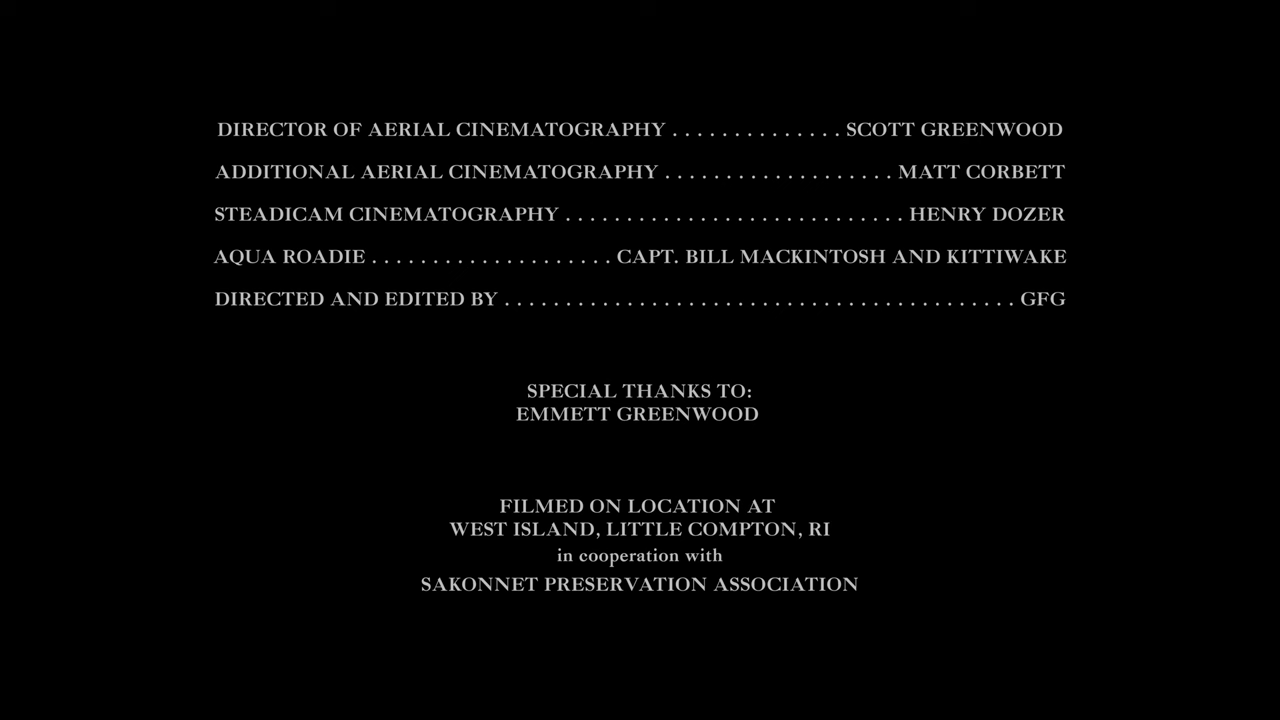 DIRECTOR OF AERIAL CINEMATOGRAPHY . . . . . . . . . . . . . . SCOTT GREENWOOD
ADDITIONAL AERIAL CINEMATOGRAPHY . . . . . . . . . . . . . . . . . . . MATT CORBETT
STEADICAM CINEMATOGRAPHY . . . . . . . . . . . . . . . . . . . . . . . . . . . . HENRY DOZER
AQUA ROADIE . . . . . . . . . . . . . . . . . . . . CAPT. BILL MACKINTOSH AND KITTIWAKE
DIRECTED AND EDITED BY . . . . . . . . . . . . . . . . . . . . . . . . . . . . . . . . . . . . . . . . . . GFG
SPECIAL THANKS TO:
EMMETT GREENWOOD
FILMED ON LOCATION AT
WEST ISLAND, LITTLE COMPTON, RI
in cooperation with
SAKONNET PRESERVATION ASSOCIATION